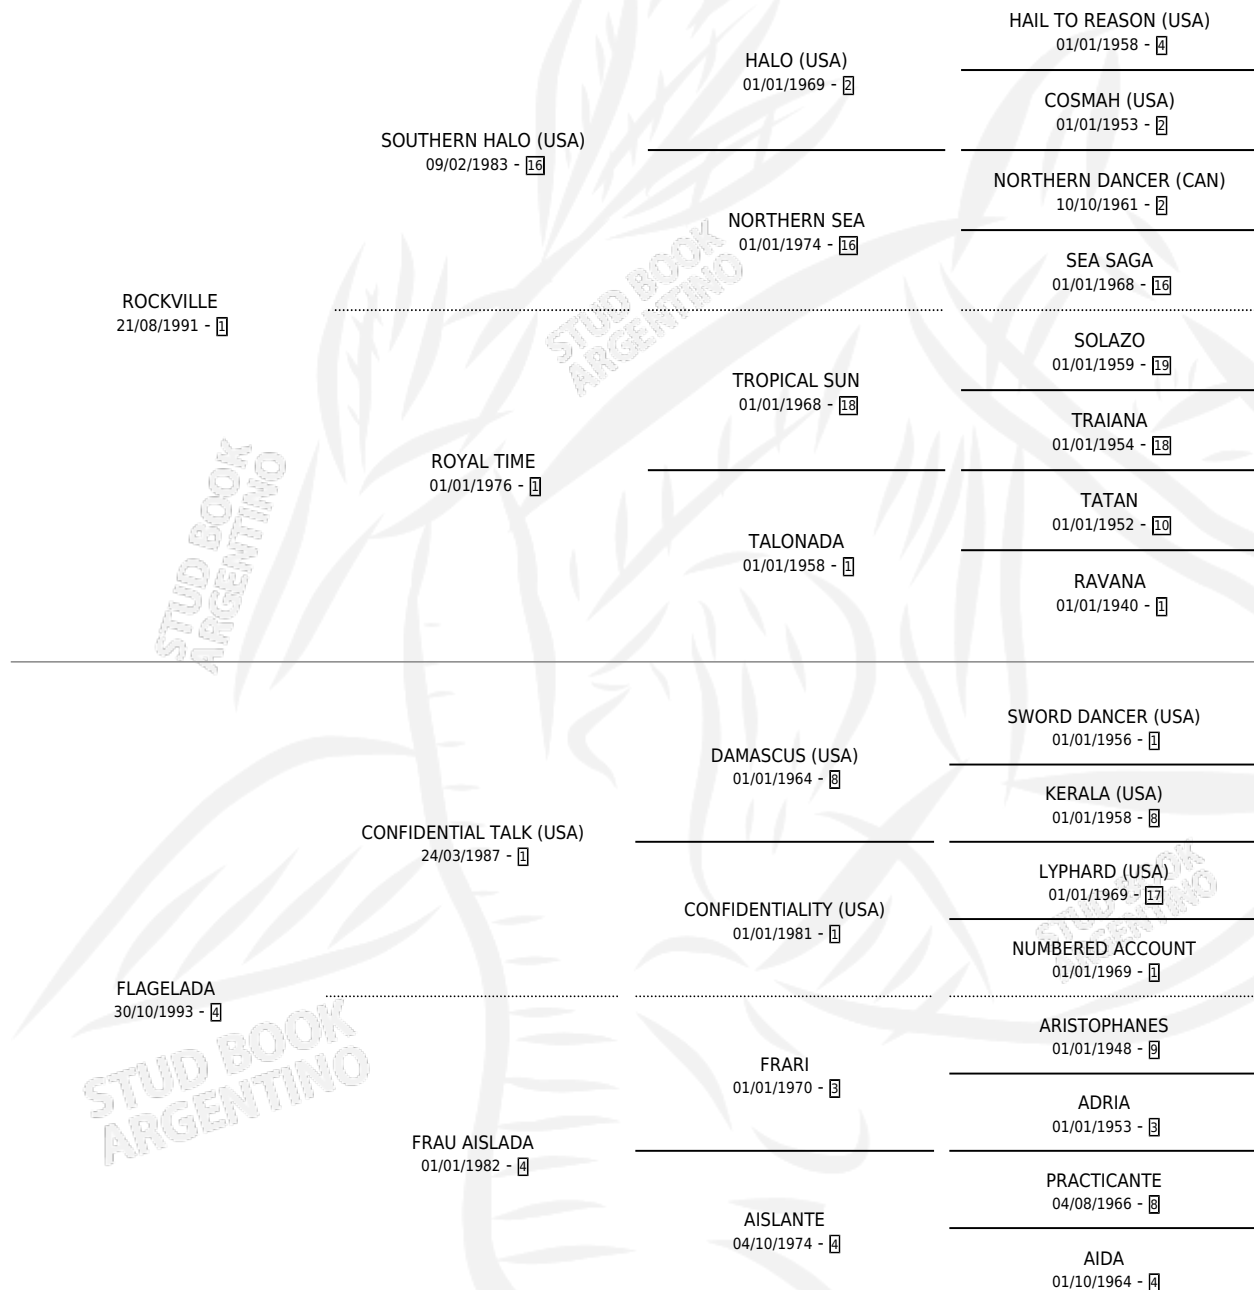 HAIL TO REASON (USA)
01/01/1958 - 4
HALO (USA)
01/01/1969 - 2
COSMAH (USA)
01/01/1953 - 2
SOUTHERN HALO (USA)
09/02/1983 - 16
NORTHERN DANCER (CAN)
10/10/1961 - 2
NORTHERN SEA
01/01/1974 - 16
SEA SAGA
01/01/1968 - 16
ROCKVILLE
21/08/1991 - 1
SOLAZO
01/01/1959 - 19
TROPICAL SUN
01/01/1968 - 18
TRAIANA
01/01/1954 - 18
ROYAL TIME
01/01/1976 - 1
TATAN
01/01/1952 - 10
TALONADA
01/01/1958 - 1
RAVANA
01/01/1940 - 1
SWORD DANCER (USA)
01/01/1956 - 1
DAMASCUS (USA)
01/01/1964 - 8
KERALA (USA)
01/01/1958 - 8
CONFIDENTIAL TALK (USA)
24/03/1987 - 1
LYPHARD (USA)
01/01/1969 - 17
CONFIDENTIALITY (USA)
01/01/1981 - 1
NUMBERED ACCOUNT
01/01/1969 - 1
FLAGELADA
30/10/1993 - 4
ARISTOPHANES
01/01/1948 - 9
FRARI
01/01/1970 - 3
ADRIA
01/01/1953 - 3
FRAU AISLADA
01/01/1982 - 4
PRACTICANTE
04/08/1966 - 8
AISLANTE
04/10/1974 - 4
AIDA
01/10/1964 - 4
STUD BOOK
ARGENTINO
STUD BOOK
ARGENTINO
STUD BOOK
ARGENTINO
STUD BOOK
ARGENTINO